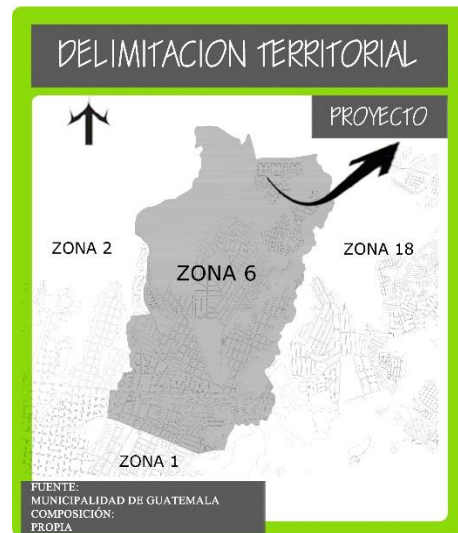 DELIMITACION TERRITORIAL
PROYECTO
ZONA 2
ZONA 18
ZONA 6
ZONA 1
FUENTE:
MUNICIPALIDAD DE GUATEMALA
COMPOSICIÓN:
PROPIA